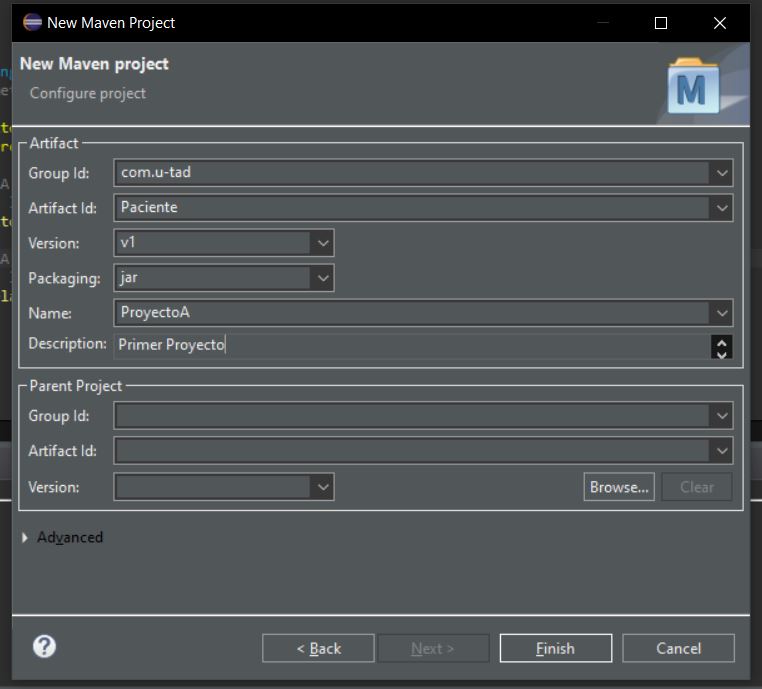 New Maven Project
New Maven project
Configure project
M
Artifact
Group Id: com.u-tad
Artifact Id: Paciente
Version: v1
Packaging: jar
Name: ProyectoA
Description: Primer Proyecto
Parent Project
Group Id:
Artifact Id:
Version: Browse... Clear
Advanced
? < Back Next > Finish Cancel